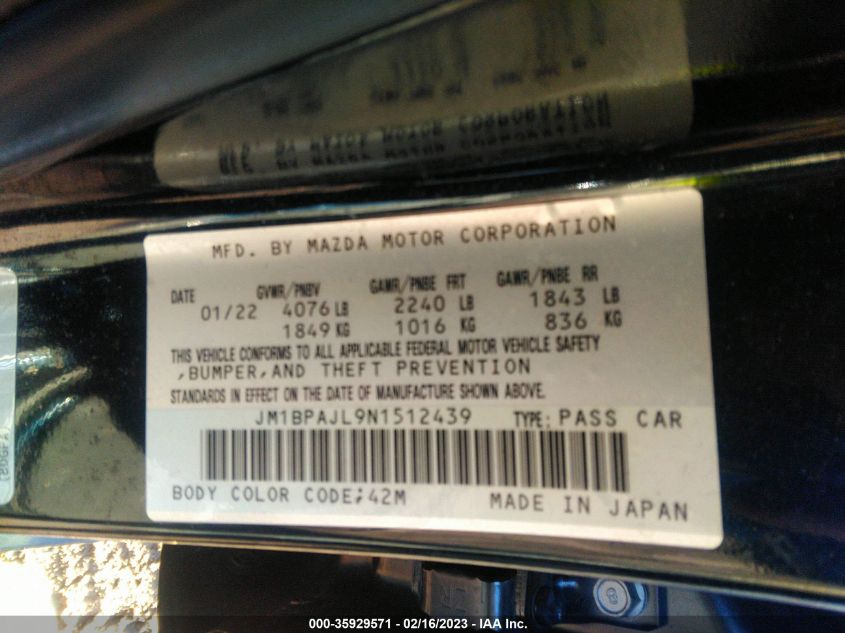 MFD. BY MAZDA MOTOR CORPORATION
DATE GVWR/PNBV GAWR/PNBE FRT GAWR/PNBE RR
01/22 4076 LB 2240 LB 1843 LB
1849 KG 1016 KG 836 KG
THIS VEHICLE CONFORMS TO ALL APPLICABLE FEDERAL MOTOR VEHICLE SAFETY
,BUMPER,AND THEFT PREVENTION
STANDARDS IN EFFECT ON THE DATE OF MANUFACTURE SHOWN ABOVE.
JM1BPAJL9N1512439 TYPE: PASS CAR
BODY COLOR CODE;42M MADE IN JAPAN
000-35929571 - 02/16/2023 - IAA Inc.